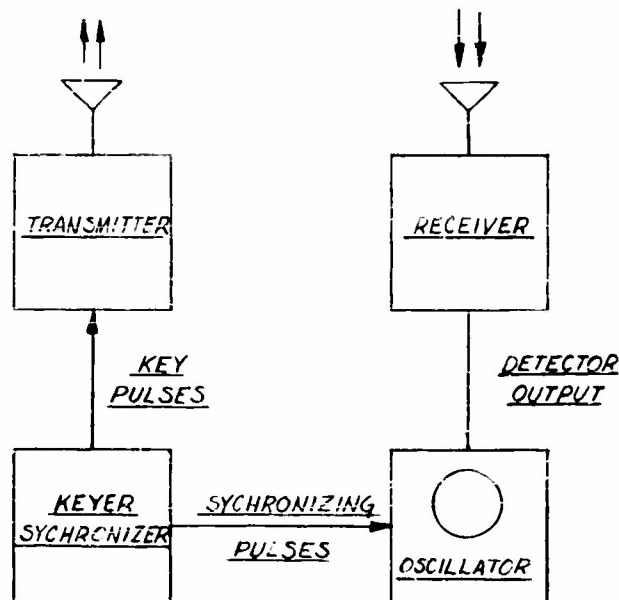 TRANSMITTER
RECEIVER
KEY
PULSES
DETECTOR
OUTPUT
KEYER
SYCHRONIZER
SYCHRONIZING
PULSES
OSCILLATOR